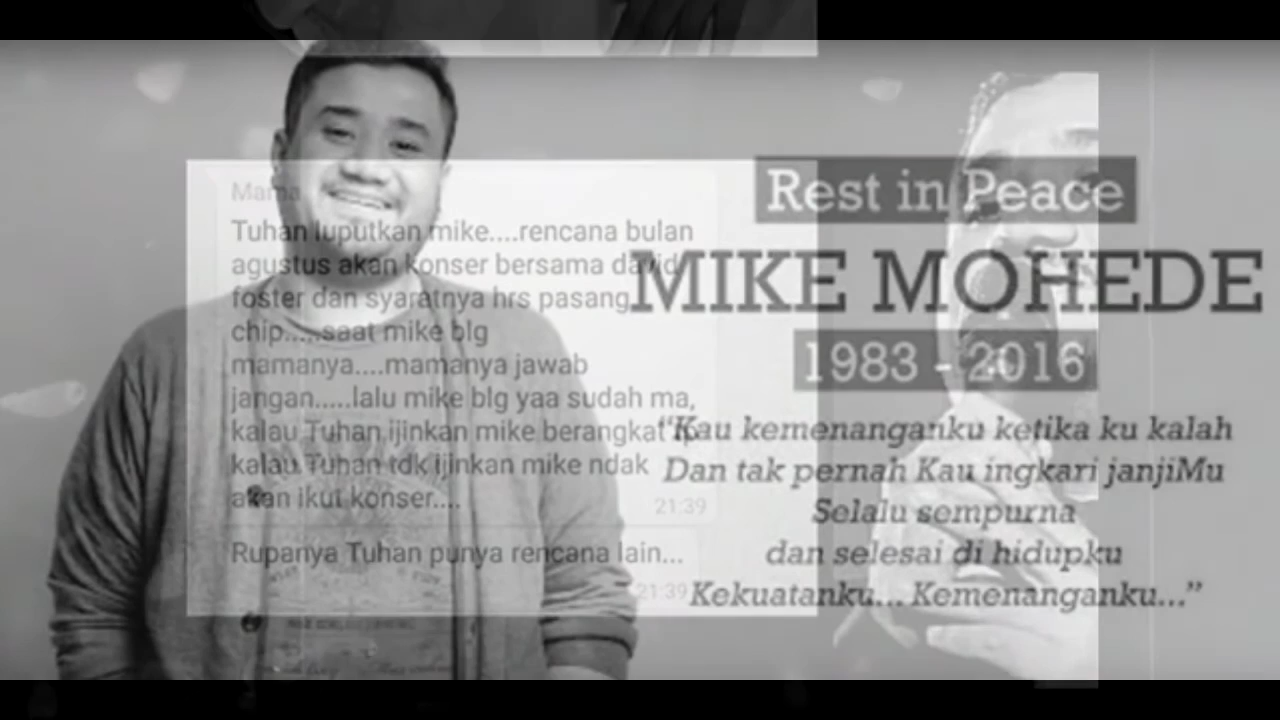 Mama
Tuhan luputkan mike....rencana bulan
agustus akan konser bersama david
foster dan syaratnya hrs pasang
chip.....saat mike blg
mamanya....mamanya jawab
jangan.....lalu mike blg yaa sudah ma,
kalau Tuhan ijinkan mike berangkat
kalau Tuhan tdk ijinkan mike ndak
akan ikut konser....
21:39
Rupanya Tuhan punya rencana lain...
21:39
Rest in Peace
MIKE MOHEDE
1983 - 2016
“Kau kemenanganku ketika ku kalah
Dan tak pernah Kau ingkari janjiMu
Selalu sempurna
dan selesai di hidupku
Kekuatanku... Kemenanganku...”